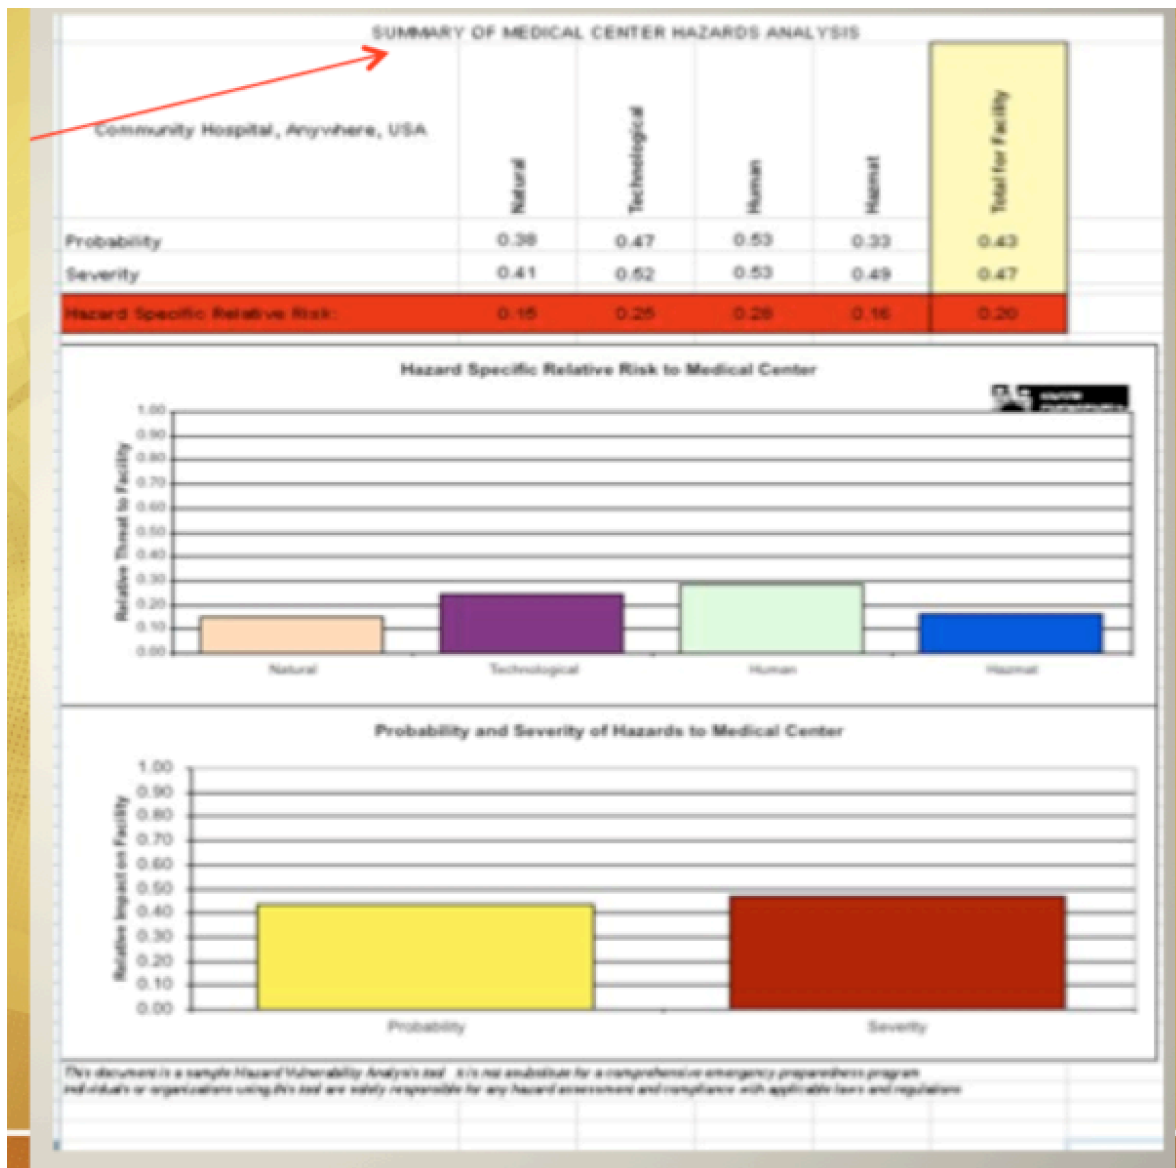 SUMMARY OF MEDICAL CENTER HAZARDS ANALYSIS
Community Hospital, Anywhere, USA
Natural
Technological
Human
Hazmat
Total for Facility
Probability 0.38 0.47 0.53 0.33 0.43
Severity 0.41 0.52 0.53 0.49 0.47
Hazard Specific Relative Risk: 0.15 0.25 0.28 0.16 0.20
Hazard Specific Relative Risk to Medical Center
Relative Threat to Facility
1.00
0.90
0.80
0.70
0.60
0.50
0.40
0.30
0.20
0.10
0.00
Natural Technological Human Hazmat
Probability and Severity of Hazards to Medical Center
Relative Impact on Facility
1.00
0.90
0.80
0.70
0.60
0.50
0.40
0.30
0.20
0.10
0.00
Probability Severity
This document is a sample Hazard Vulnerability Analysis tool It is not a substitute for a comprehensive emergency preparedness program
Individuals or organizations using this tool are solely responsible for any hazard assessment and compliance with applicable laws and regulations